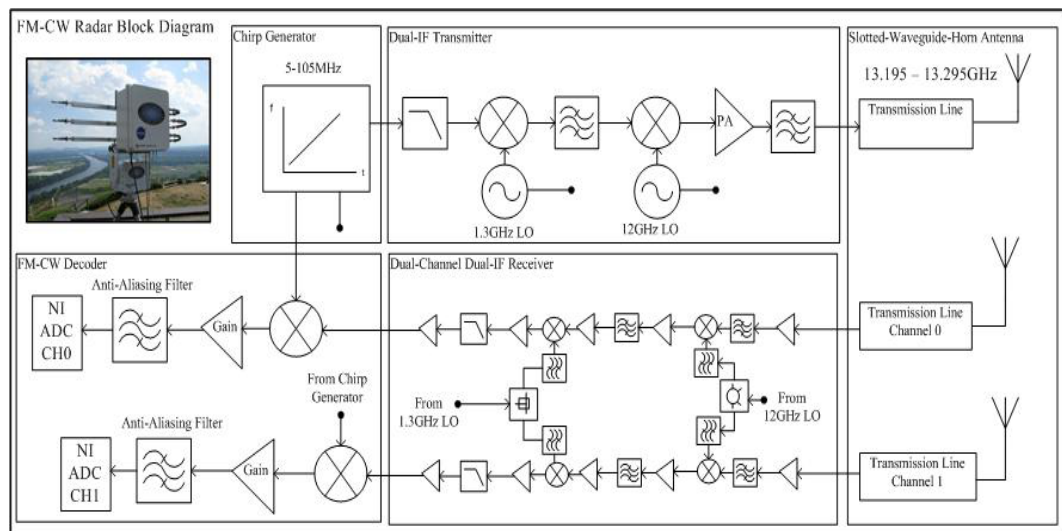 FM-CW Radar Block Diagram
Chirp Generator
5-105MHz
f
t
Dual-IF Transmitter
PA
1.3GHz LO
12GHz LO
Slotted-Waveguide-Horn Antenna
13.195 – 13.295GHz
Transmission Line
FM-CW Decoder
Anti-Aliasing Filter
NI
ADC
CH0
Gain
From Chirp
Generator
Anti-Aliasing Filter
NI
ADC
CH1
Gain
Dual-Channel Dual-IF Receiver
From
1.3GHz LO
From
12GHz LO
Transmission Line
Channel 0
Transmission Line
Channel 1